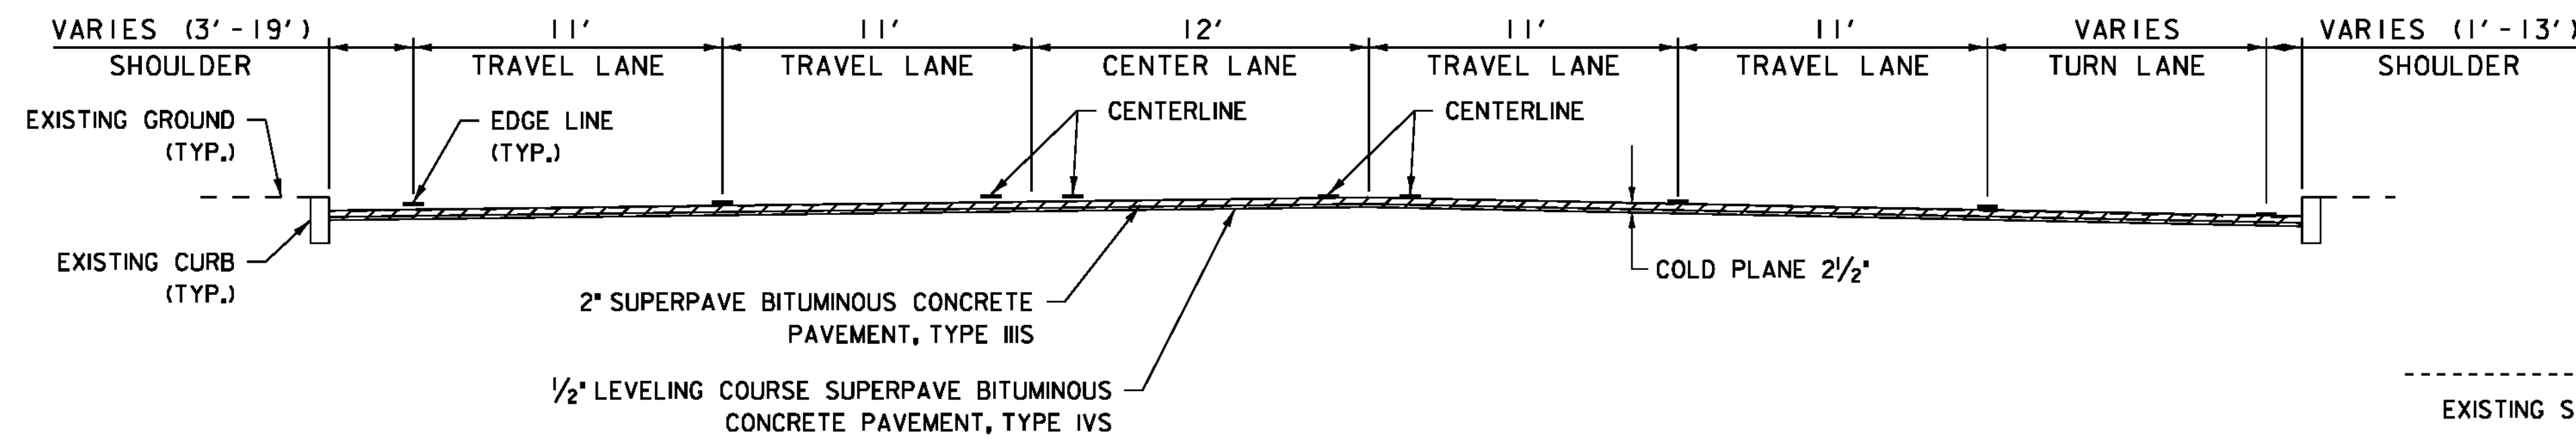 VARIES (3'-19') 11' 11' 12' 11' 11' VARIES VARIES (1'-13')
SHOULDER TRAVEL LANE TRAVEL LANE CENTER LANE TRAVEL LANE TRAVEL LANE TURN LANE SHOULDER
EXISTING GROUND
(TYP.)
EDGE LINE
(TYP.)
CENTERLINE
CENTERLINE
EXISTING CURB
(TYP.)
COLD PLANE 2½"
2" SUPERPAVE BITUMINOUS CONCRETE
PAVEMENT, TYPE IIIS
½" LEVELING COURSE SUPERPAVE BITUMINOUS
CONCRETE PAVEMENT, TYPE IVS
EXISTING S